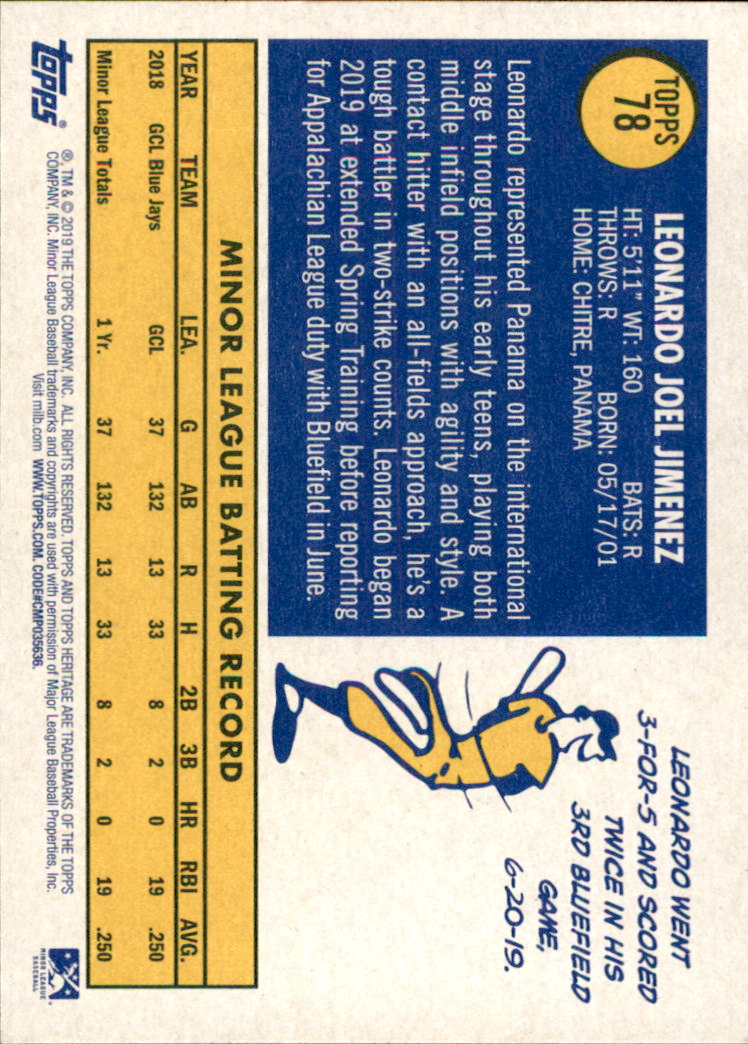 TOPPS
78
LEONARDO JOEL JIMENEZ
HT: 5'11" WT: 160 BATS: R
THROWS: R BORN: 05/17/01
HOME: CHITRE, PANAMA
Leonardo represented Panama on the international
stage throughout his early teens, playing both
middle infield positions with agility and style. A
contact hitter with an all-fields approach, he's a
tough battler in two-strike counts. Leonardo began
2019 at extended Spring Training before reporting
for Appalachian League duty with Bluefield in June.
LEONARDO WENT
3-FOR-5 AND SCORED
TWICE IN HIS
3RD BLUEFIELD
GAME,
6-20-19.
MINOR LEAGUE BATTING RECORD
YEAR TEAM LEA. G AB R H 2B 3B HR RBI AVG.
2018 GCL Blue Jays GCL 37 132 13 33 8 2 0 19 .250
Minor League Totals 1 Yr. 37 132 13 33 8 2 0 19 .250
topps®
®, TM & © 2019 THE TOPPS COMPANY, INC. ALL RIGHTS RESERVED. TOPPS AND TOPPS HERITAGE ARE TRADEMARKS OF THE TOPPS
COMPANY, INC. Minor League Baseball trademarks and copyrights are used with permission of Major League Baseball Properties, Inc.
Visit milb.com WWW.TOPPS.COM. CODE#CMP035636.
MINOR LEAGUE
BASEBALL